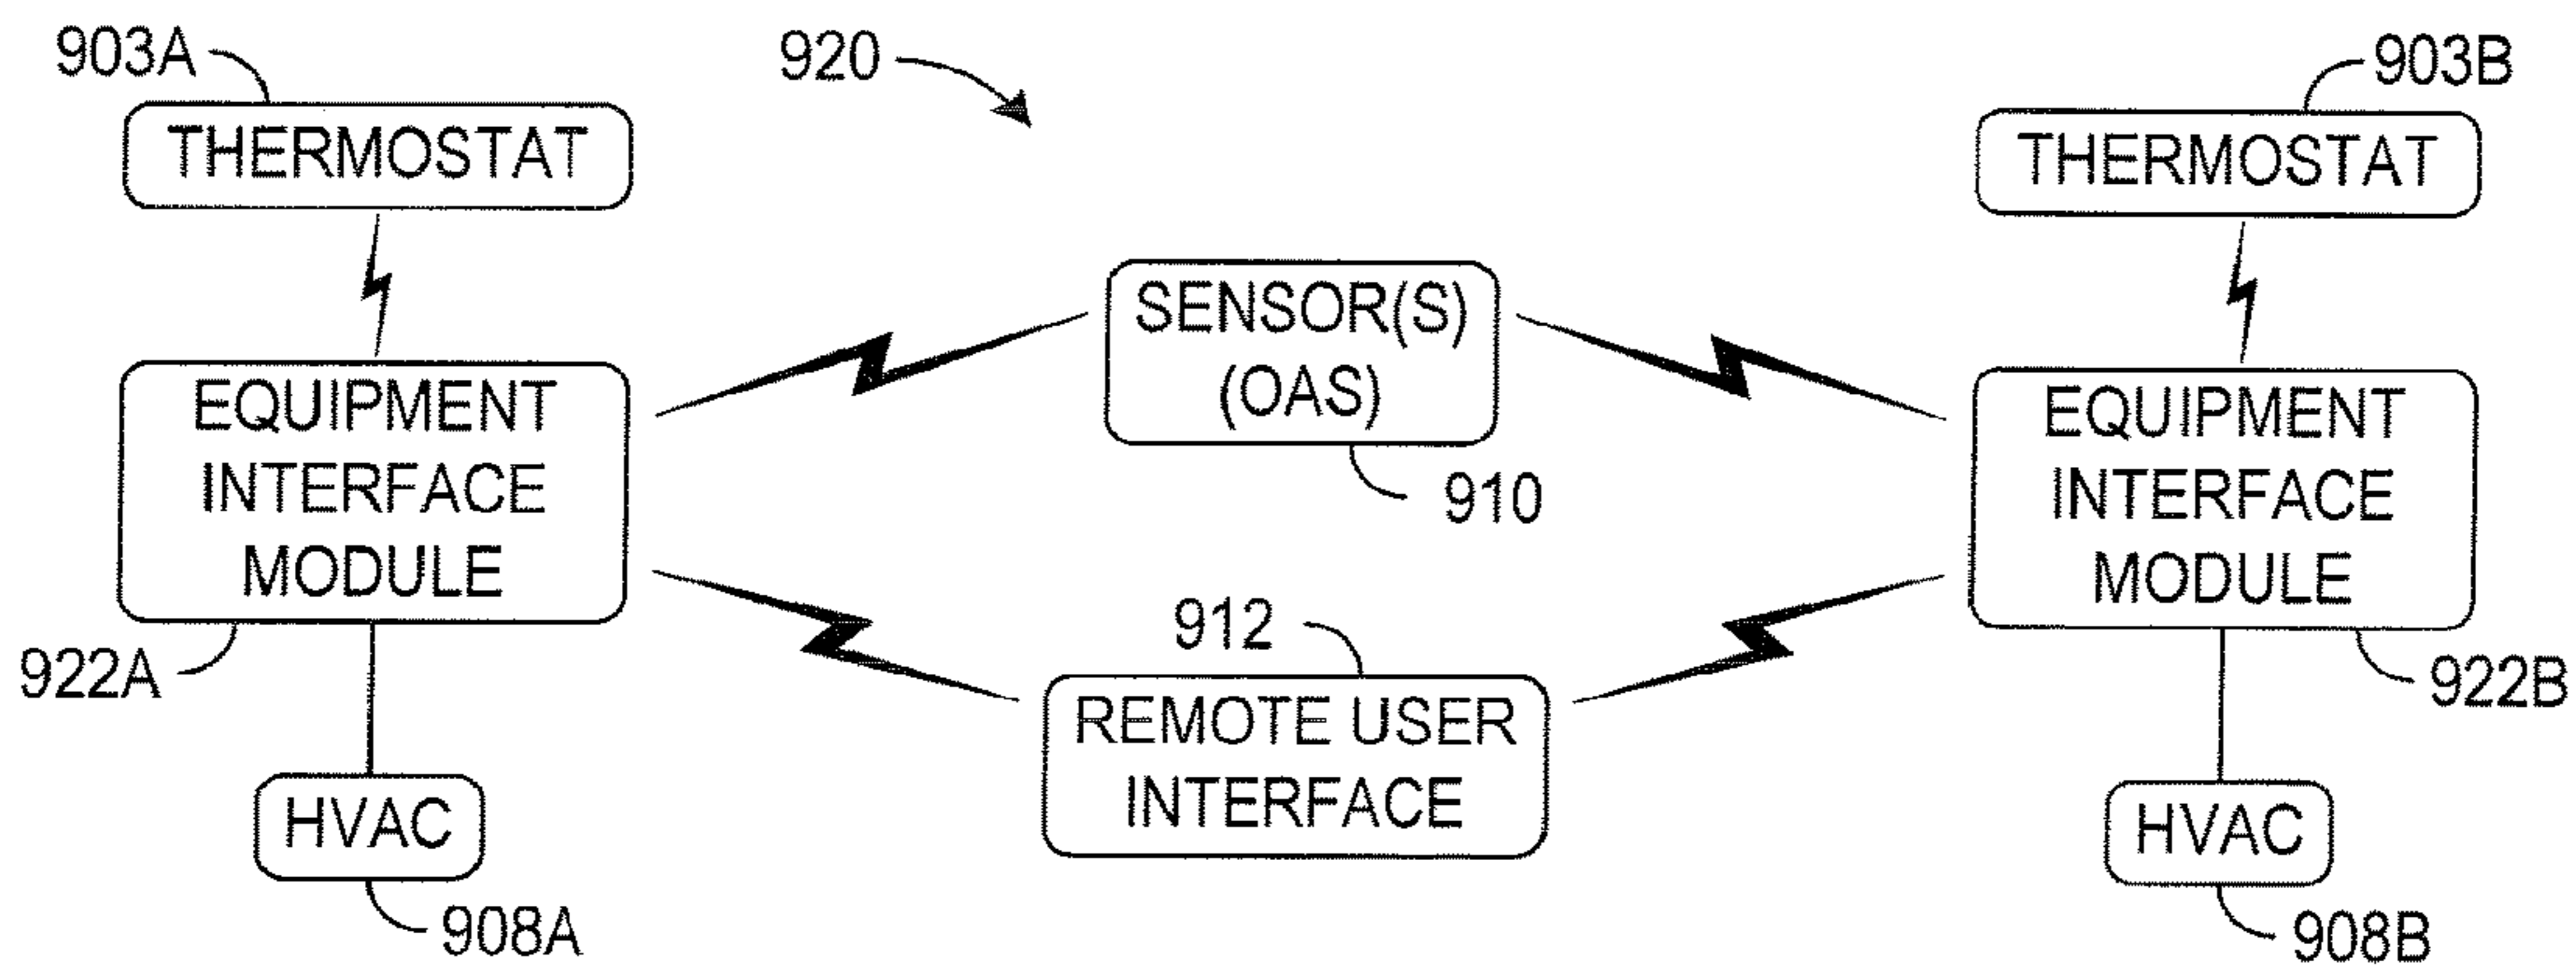 903A
920
903B
THERMOSTAT
THERMOSTAT
SENSOR(S)
(OAS)
910
EQUIPMENT
INTERFACE
MODULE
922A
EQUIPMENT
INTERFACE
MODULE
922B
912
REMOTE USER
INTERFACE
HVAC
908A
HVAC
908B